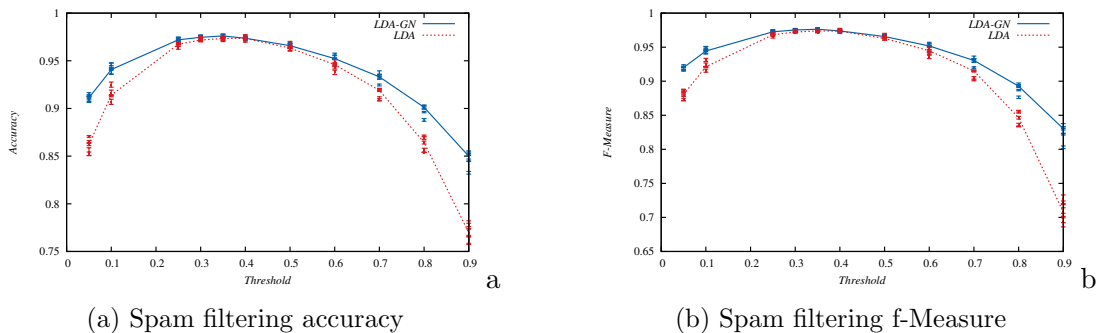 LDA-GN
LDA
1
0.95
0.9
0.85
0.8
0.75
Accuracy
0 0.1 0.2 0.3 0.4 0.5 0.6 0.7 0.8 0.9
Threshold
a
(a) Spam filtering accuracy
LDA-GN
LDA
1
0.95
0.9
0.85
0.8
0.75
0.7
0.65
F-Measure
0 0.1 0.2 0.3 0.4 0.5 0.6 0.7 0.8 0.9
Threshold
b
(b) Spam filtering f-Measure